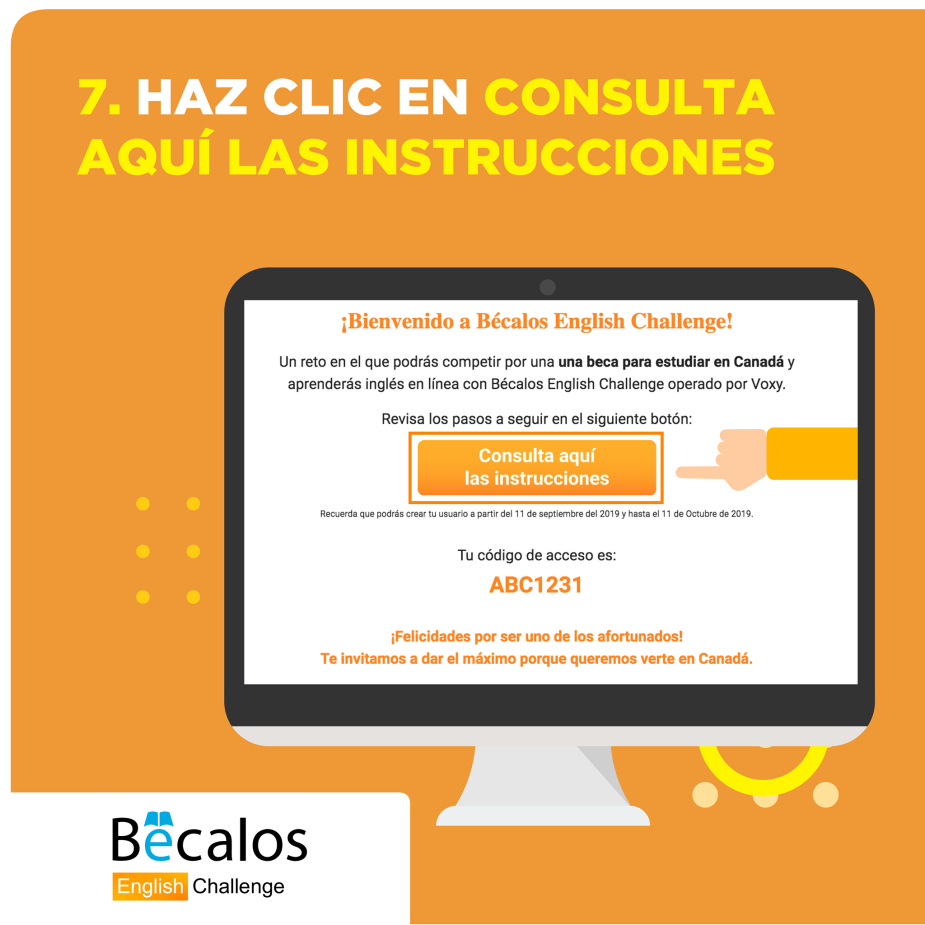 7. HAZ CLIC EN CONSULTA
AQUÍ LAS INSTRUCCIONES
¡Bienvenido a Bécalos English Challenge!
Un reto en el que podrás competir por una una beca para estudiar en Canadá y
aprenderás inglés en línea con Bécalos English Challenge operado por Voxy.
Revisa los pasos a seguir en el siguiente botón:
Consulta aquí
las instrucciones
Recuerda que podrás crear tu usuario a partir del 11 de septiembre del 2019 y hasta el 11 de Octubre de 2019.
Tu código de acceso es:
ABC1231
¡Felicidades por ser uno de los afortunados!
Te invitamos a dar el máximo porque queremos verte en Canadá.
Bécalos
English Challenge